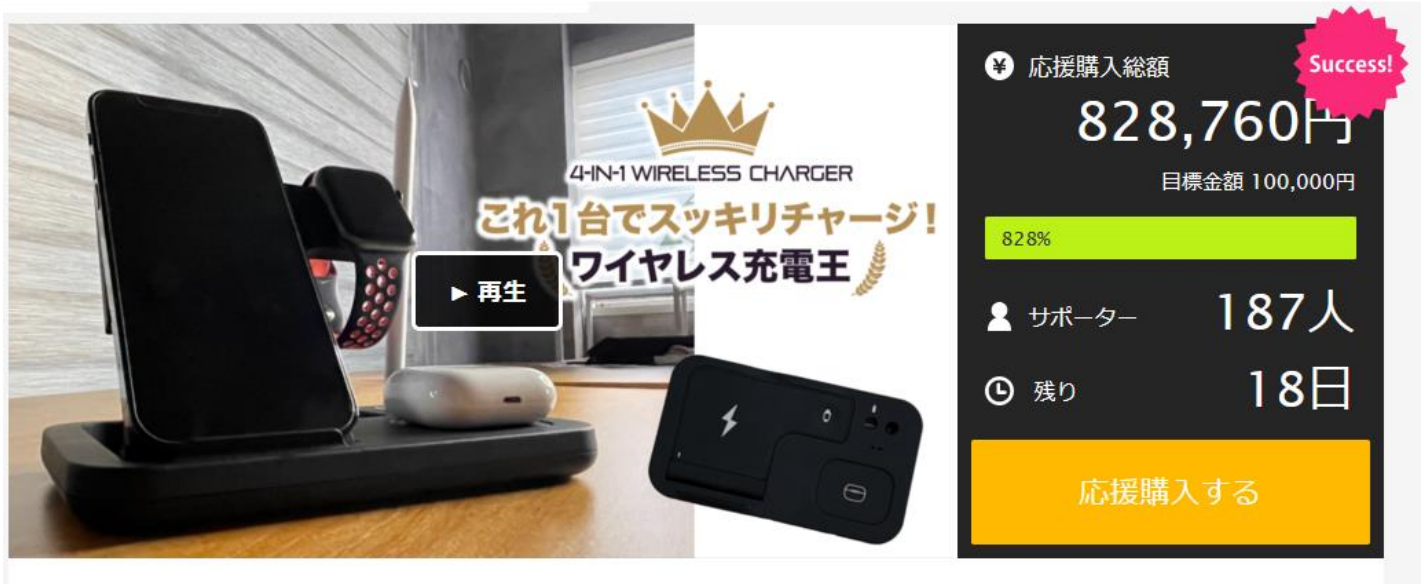 4-IN-1 WIRELESS CHARGER
これ1台でスッキリチャージ!
ワイヤレス充電王
▶ 再生
Success!
¥ 応援購入総額
828,760円
目標金額 100,000円
828%
サポーター 187人
残り 18日
応援購入する